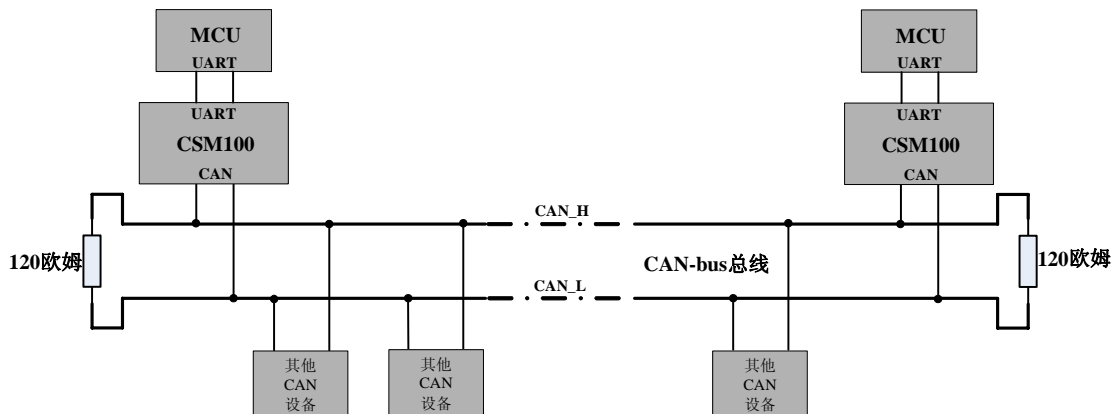 MCU
UART
UART
CSM100
CAN
MCU
UART
UART
CSM100
CAN
CAN_H
120欧姆
CAN-bus总线
120欧姆
CAN_L
其他
CAN
设备
其他
CAN
设备
其他
CAN
设备